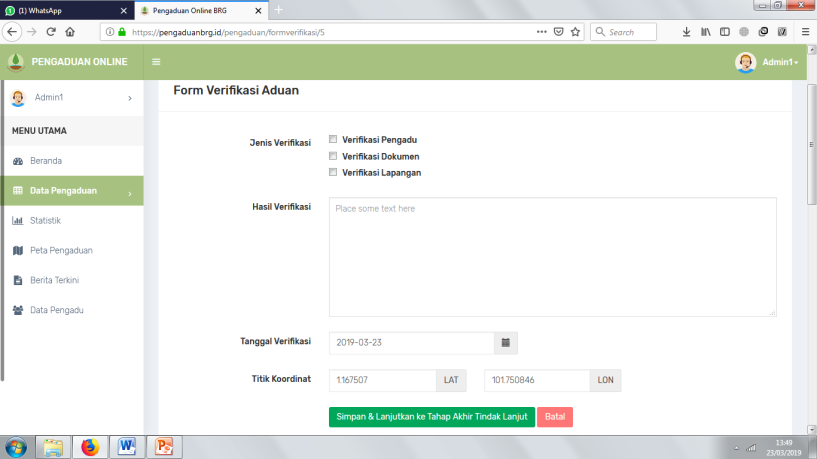 (1) WhatsApp
Pengaduan Online BRG
https://pengaduanbrg.id/pengaduan/formverifikasi/5
Search
PENGADUAN ONLINE
Admin1
Admin1
MENU UTAMA
Beranda
Data Pengaduan
Statistik
Peta Pengaduan
Berita Terkini
Data Pengadu
Form Verifikasi Aduan
Jenis Verifikasi
Verifikasi Pengadu
Verifikasi Dokumen
Verifikasi Lapangan
Hasil Verifikasi
Place some text here
Tanggal Verifikasi
2019-03-23
Titik Koordinat
1.167507
LAT
101.750846
LON
Simpan & Lanjutkan ke Tahap Akhir Tindak Lanjut
Batal
13:49
23/03/2019